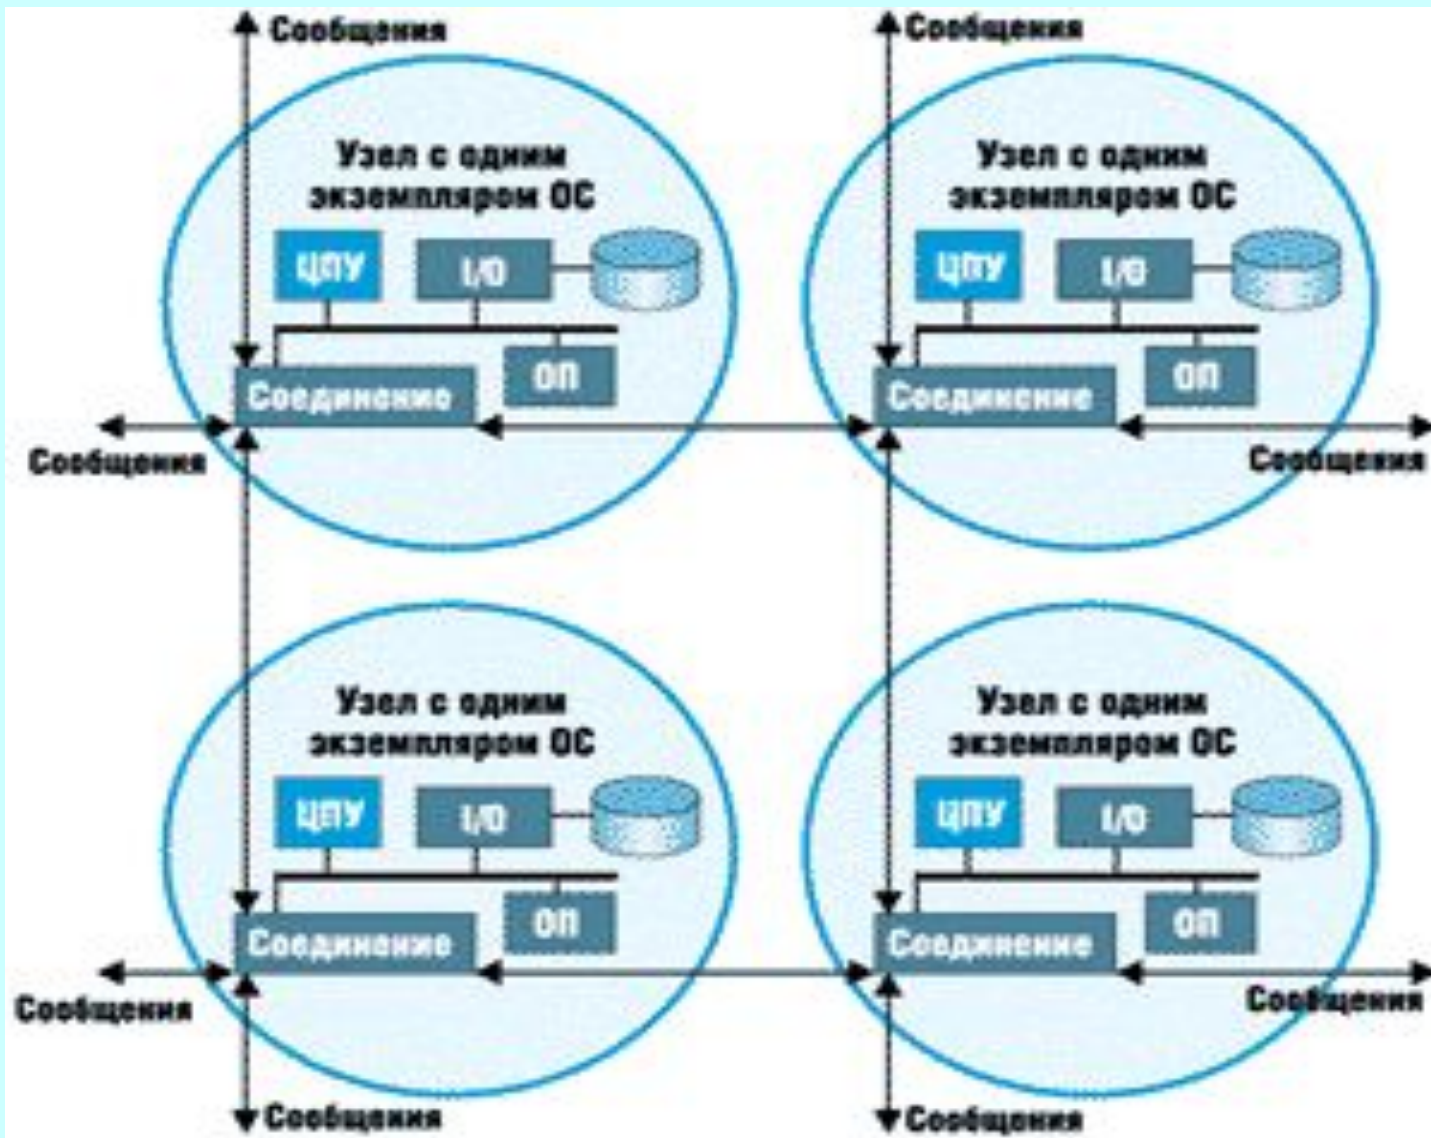 Сообщения
Сообщения
Узел с одним
экземпляром ОС
Узел с одним
экземпляром ОС
ЦПУ
I/O
ЦПУ
I/O
ОП
ОП
Соединение
Соединение
Сообщения
Сообщения
Узел с одним
экземпляром ОС
Узел с одним
экземпляром ОС
ЦПУ
I/O
ЦПУ
I/O
ОП
ОП
Соединение
Соединение
Сообщения
Сообщения
Сообщения
Сообщения